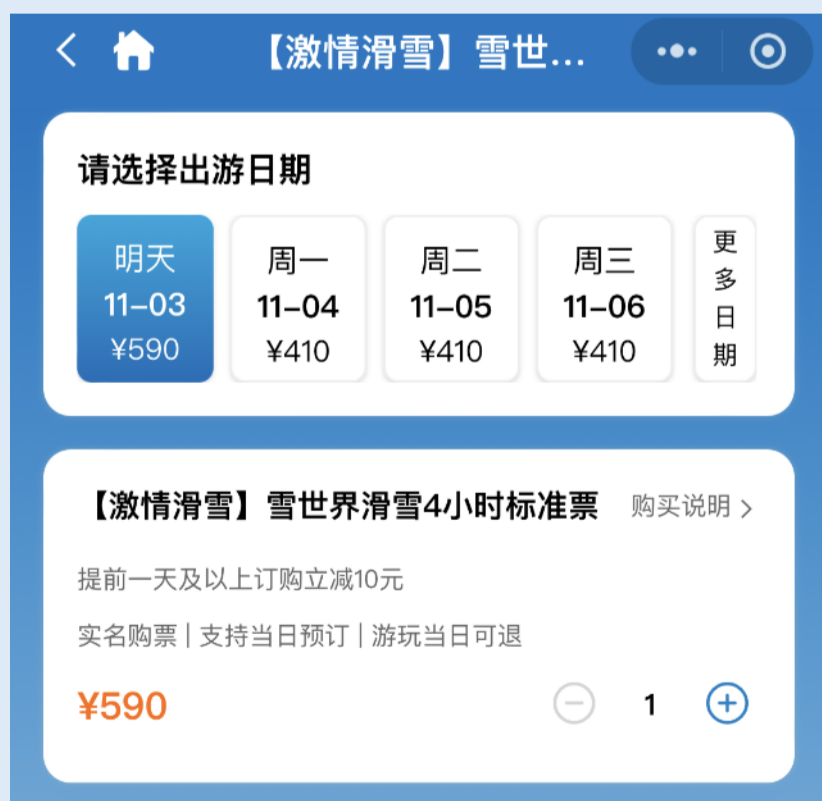 【激情滑雪】雪世...
请选择出游日期
明天
11-03
¥590
周一
11-04
¥410
周二
11-05
¥410
周三
11-06
¥410
更多日期
【激情滑雪】雪世界滑雪4小时标准票
购买说明 >
提前一天及以上订购立减10元
实名购票 | 支持当日预订 | 游玩当日可退
¥590
1